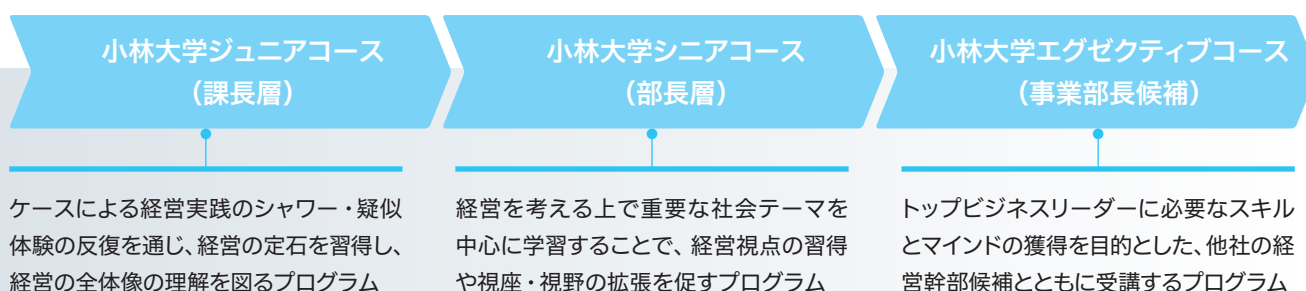 小林大学ジュニアコース
（課長層）
ケースによる経営実践のシャワー・疑似
体験の反復を通じ、経営の定石を習得し、
経営の全体像の理解を図るプログラム
小林大学シニアコース
（部長層）
経営を考える上で重要な社会テーマを
中心に学習することで、経営視点の習得
や視座・視野の拡張を促すプログラム
小林大学エグゼクティブコース
（事業部長候補）
トップビジネスリーダーに必要なスキル
とマインドの獲得を目的とした、他社の経
営幹部候補とともに受講するプログラム